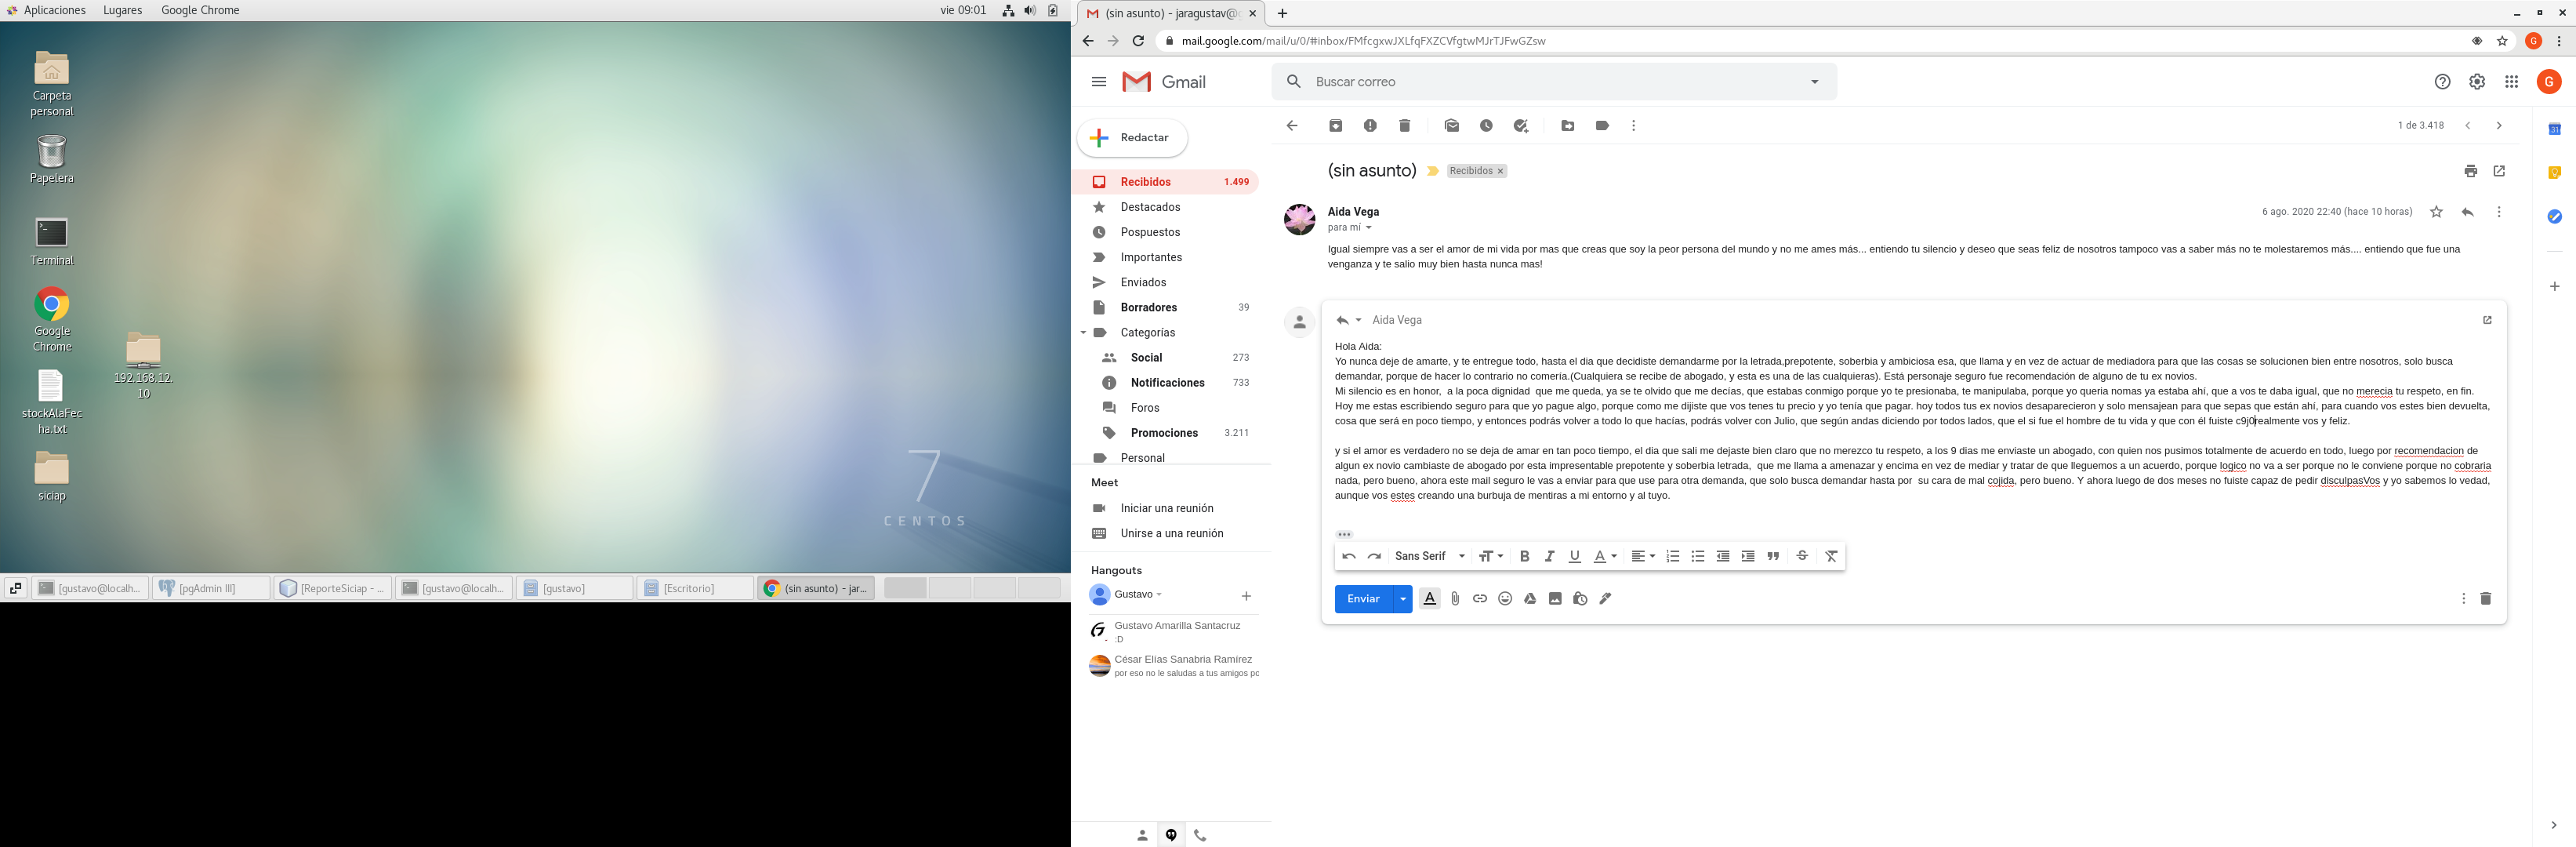 Aplicaciones Lugares Google Chrome vie 09:01
Carpeta
personal
Papelera
Terminal
Google
Chrome
192.168.12.
10
stockAlaFec
ha.txt
siciap
7
CENTOS
[gustavo@localh... [pgAdmin III] [ReporteSiciap - ... [gustavo@localh... [gustavo] [Escritorio] (sin asunto) - jar...
(sin asunto) - jaragustav@
mail.google.com/mail/u/0/#inbox/FMfcgxwJXLfqFXZCVfgtwMJrTJFwGZsw G
Gmail
Buscar correo
G
Redactar
1 de 3.418
Recibidos 1.499
Destacados
Pospuestos
Importantes
Enviados
Borradores 39
Categorías
Social 273
Notificaciones 733
Foros
Promociones 3.211
Personal
Meet
Iniciar una reunión
Unirse a una reunión
Hangouts
Gustavo
Gustavo Amarilla Santacruz
:D
César Elías Sanabria Ramírez
por eso no le saludas a tus amigos pc
(sin asunto) Recibidos x
Aida Vega 6 ago. 2020 22:40 (hace 10 horas)
para mí
Igual siempre vas a ser el amor de mi vida por mas que creas que soy la peor persona del mundo y no me ames más... entiendo tu silencio y deseo que seas feliz de nosotros tampoco vas a saber más no te molestaremos más.... entiendo que fue una
venganza y te salio muy bien hasta nunca mas!
Aida Vega
Hola Aida:
Yo nunca deje de amarte, y te entregue todo, hasta el dia que decidiste demandarme por la letrada,prepotente, soberbia y ambiciosa esa, que llama y en vez de actuar de mediadora para que las cosas se solucionen bien entre nosotros, solo busca
demandar, porque de hacer lo contrario no comería.(Cualquiera se recibe de abogado, y esta es una de las cualquieras). Está personaje seguro fue recomendación de alguno de tu ex novios.
Mi silencio es en honor, a la poca dignidad que me queda, ya se te olvido que me decías, que estabas conmigo porque yo te presionaba, te manipulaba, porque yo queria nomas ya estaba ahí, que a vos te daba igual, que no merecia tu respeto, en fin.
Hoy me estas escribiendo seguro para que yo pague algo, porque como me dijiste que vos tenes tu precio y yo tenía que pagar. hoy todos tus ex novios desaparecieron y solo mensajean para que sepas que están ahí, para cuando vos estes bien devuelta,
cosa que será en poco tiempo, y entonces podrás volver a todo lo que hacías, podrás volver con Julio, que según andas diciendo por todos lados, que el si fue el hombre de tu vida y que con él fuiste c9j0realmente vos y feliz.
y si el amor es verdadero no se deja de amar en tan poco tiempo, el dia que sali me dejaste bien claro que no merezco tu respeto, a los 9 dias me enviaste un abogado, con quien nos pusimos totalmente de acuerdo en todo, luego por recomendacion de
algun ex novio cambiaste de abogado por esta impresentable prepotente y soberbia letrada, que me llama a amenazar y encima en vez de mediar y tratar de que lleguemos a un acuerdo, porque logico no va a ser porque no le conviene porque no cobraria
nada, pero bueno, ahora este mail seguro le vas a enviar para que use para otra demanda, que solo busca demandar hasta por su cara de mal cojida, pero bueno. Y ahora luego de dos meses no fuiste capaz de pedir disculpasVos y yo sabemos lo vedad,
aunque vos estes creando una burbuja de mentiras a mi entorno y al tuyo.
Sans Serif
Enviar